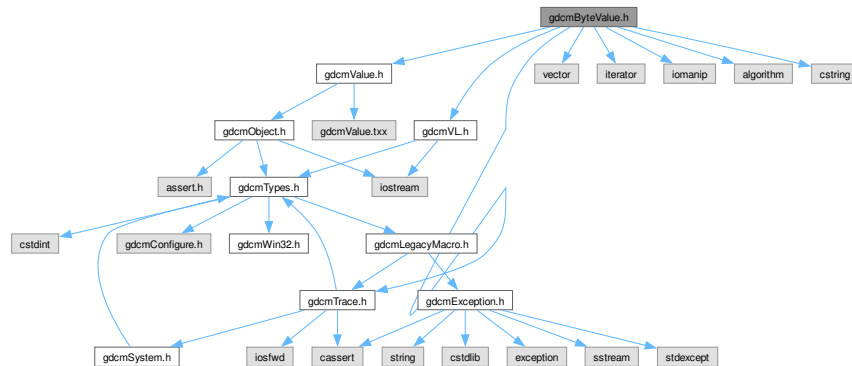 gdcmByteValue.h
gdcmValue.h
vector
iterator
iomanip
algorithm
cstring
gdcmObject.h
gdcmValue.txx
gdcmVL.h
assert.h
gdcmTypes.h
iostream
cstdint
gdcmConfigure.h
gdcmWin32.h
gdcmLegacyMacro.h
gdcmTrace.h
gdcmException.h
gdcmSystem.h
iosfwd
cassert
string
cstdlib
exception
sstream
stdexcept